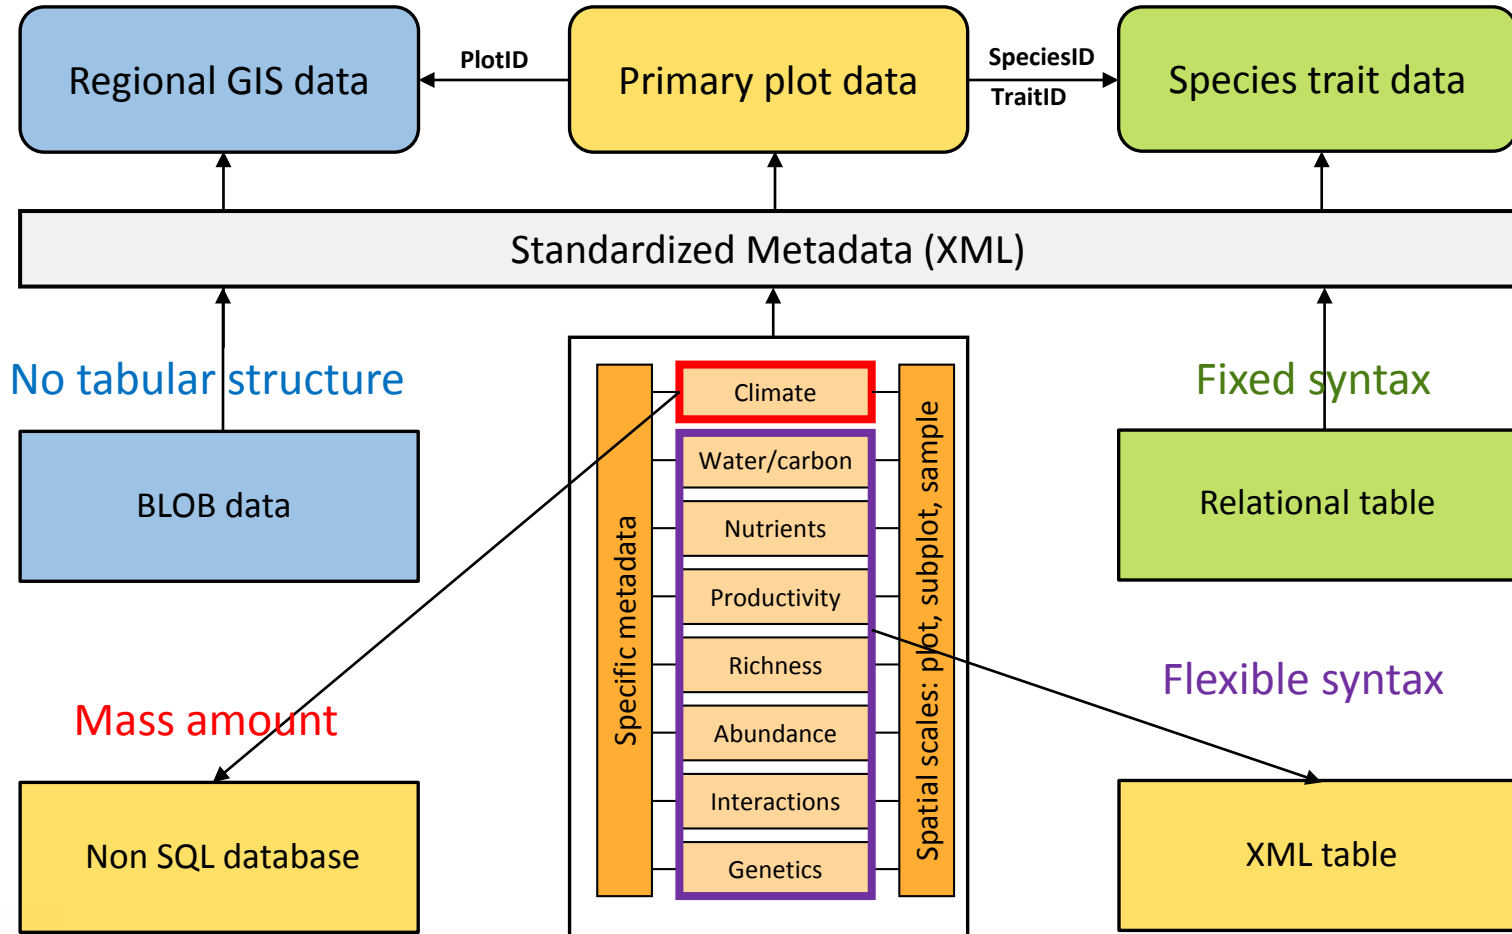 Regional GIS data
PlotID
Primary plot data
SpeciesID
TraitID
Species trait data
Standardized Metadata (XML)
No tabular structure
BLOB data
Mass amount
Non SQL database
Specific metadata
Climate
Water/carbon
Nutrients
Productivity
Richness
Abundance
Interactions
Genetics
Spatial scales: plot, subplot, sample
Fixed syntax
Relational table
Flexible syntax
XML table